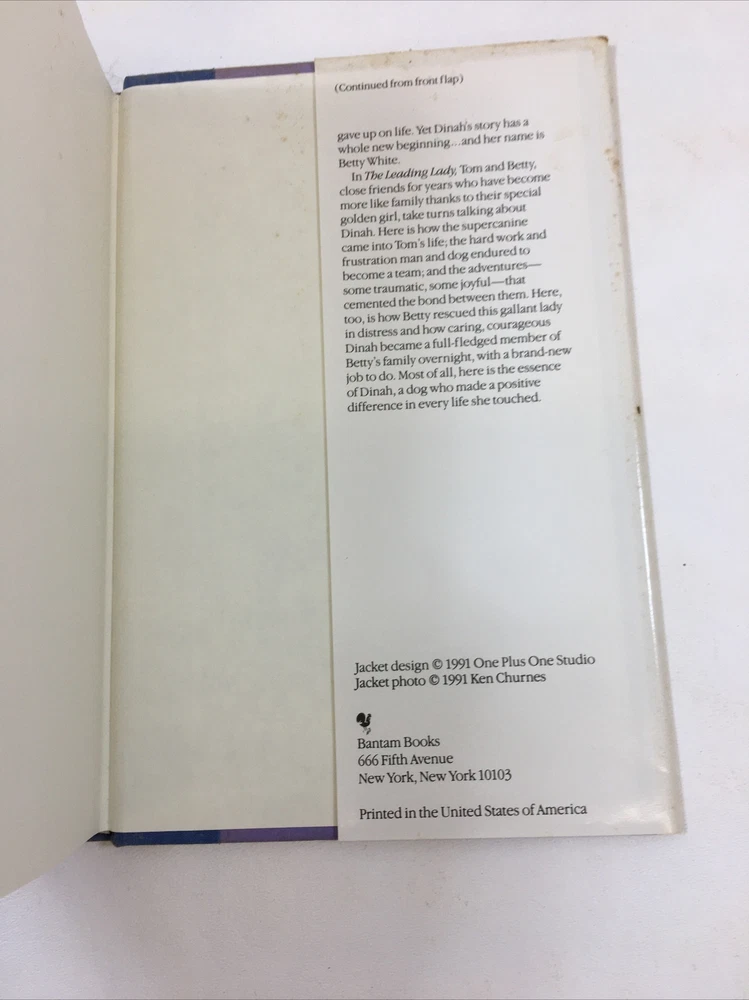 (Continued from front flap)
gave up on life. Yet Dinah's story has a
whole new beginning...and her name is
Betty White.
In The Leading Lady, Tom and Betty,
close friends for years who have become
more like family thanks to their special
golden girl, take turns talking about
Dinah. Here is how the supercanine
came into Tom's life; the hard work and
frustration man and dog endured to
become a team; and the adventures—
some traumatic, some joyful—that
cemented the bond between them. Here,
too, is how Betty rescued this gallant lady
in distress and how caring, courageous
Dinah became a full-fledged member of
Betty's family overnight, with a brand-new
job to do. Most of all, here is the essence
of Dinah, a dog who made a positive
difference in every life she touched.
Jacket design © 1991 One Plus One Studio
Jacket photo © 1991 Ken Churnes
Bantam Books
666 Fifth Avenue
New York, New York 10103
Printed in the United States of America